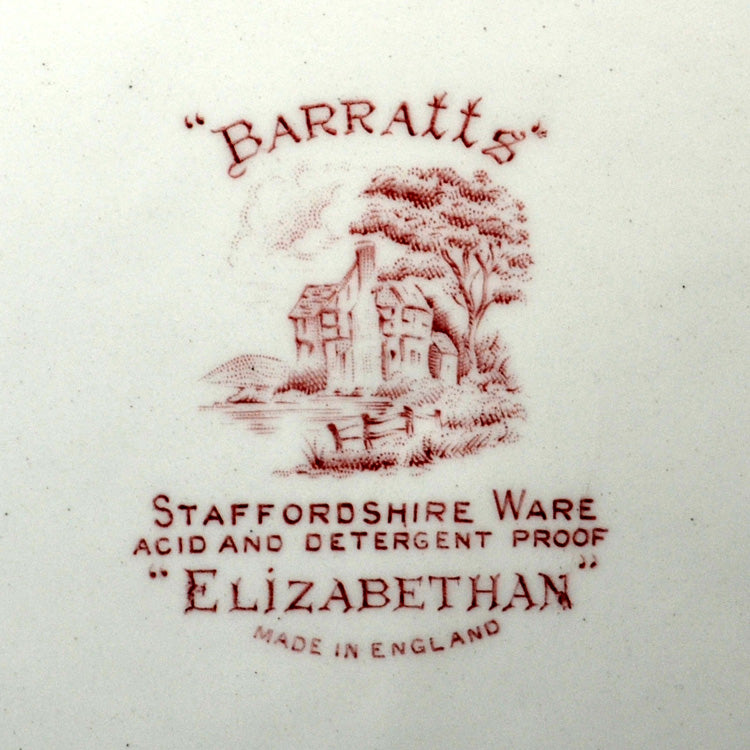 "BARRATTS"
STAFFORDSHIRE WARE
ACID AND DETERGENT PROOF
"ELIZABETHAN"
MADE IN ENGLAND